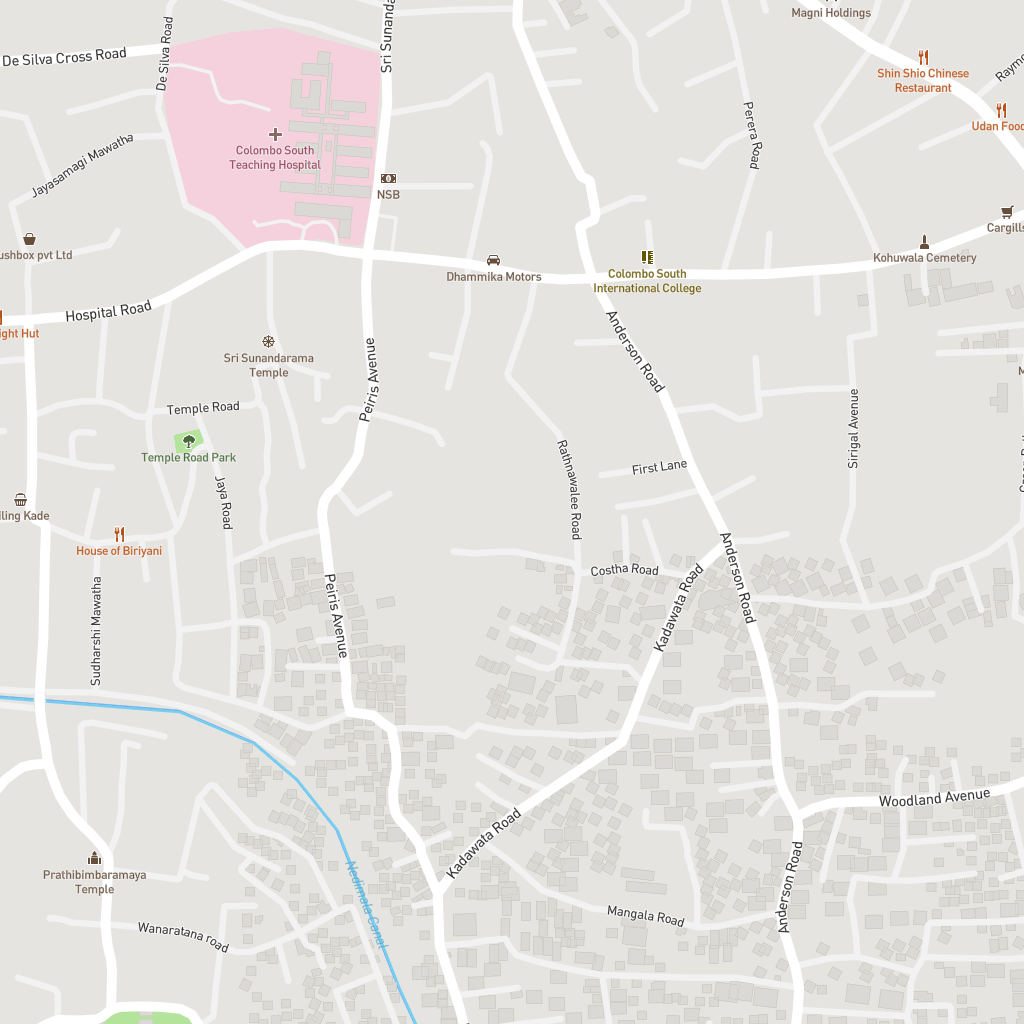 Magni Holdings
Sri Sunanda
De Silva Road
De Silva Cross Road
Shin Shio Chinese
Restaurant
Raymo
Udan Food
Perera Road
Colombo South
Teaching Hospital
Jayasamagi Mawatha
NSB
Cargills
ushbox pvt Ltd
Kohuwala Cemetery
Dhammika Motors
Colombo South
International College
Hospital Road
ight Hut
Anderson Road
Sri Sunandarama
Temple
Peiris Avenue
Temple Road
Sirigal Avenue
Temple Road Park
First Lane
Rathnawalee Road
Jaya Road
iling Kade
House of Biriyani
Costha Road
Anderson Road
Kadawata Road
Peiris Avenue
Sudharshi Mawatha
Woodland Avenue
Kadawata Road
Prathibimbaramaya
Temple
Nedimala Canal
Anderson Road
Mangala Road
Wanaratana road